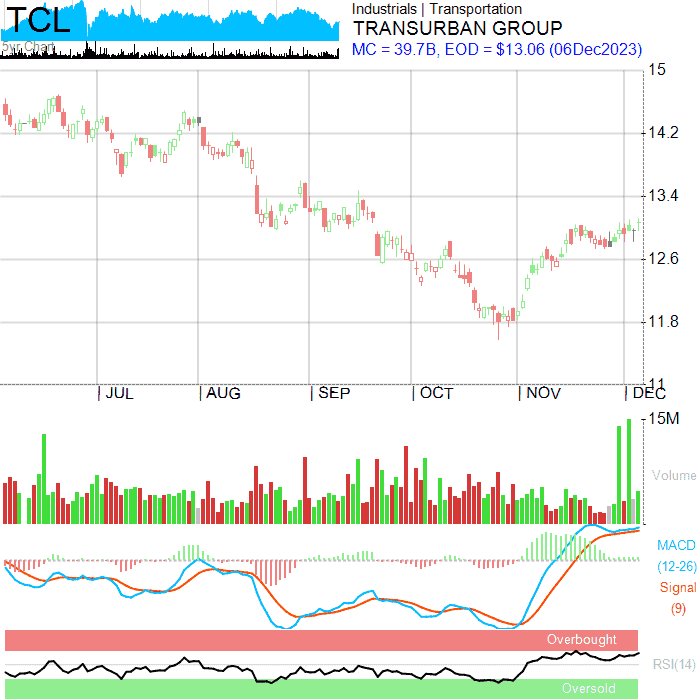 TCL
5yr Chart
Industrials | Transportation
TRANSURBAN GROUP
MC = 39.7B, EOD = $13.06 (06Dec2023)
15
14.2
13.4
12.6
11.8
11
JUL AUG SEP OCT NOV DEC
15M
Volume
MACD
(12-26)
Signal
(9)
Overbought
RSI(14)
Oversold